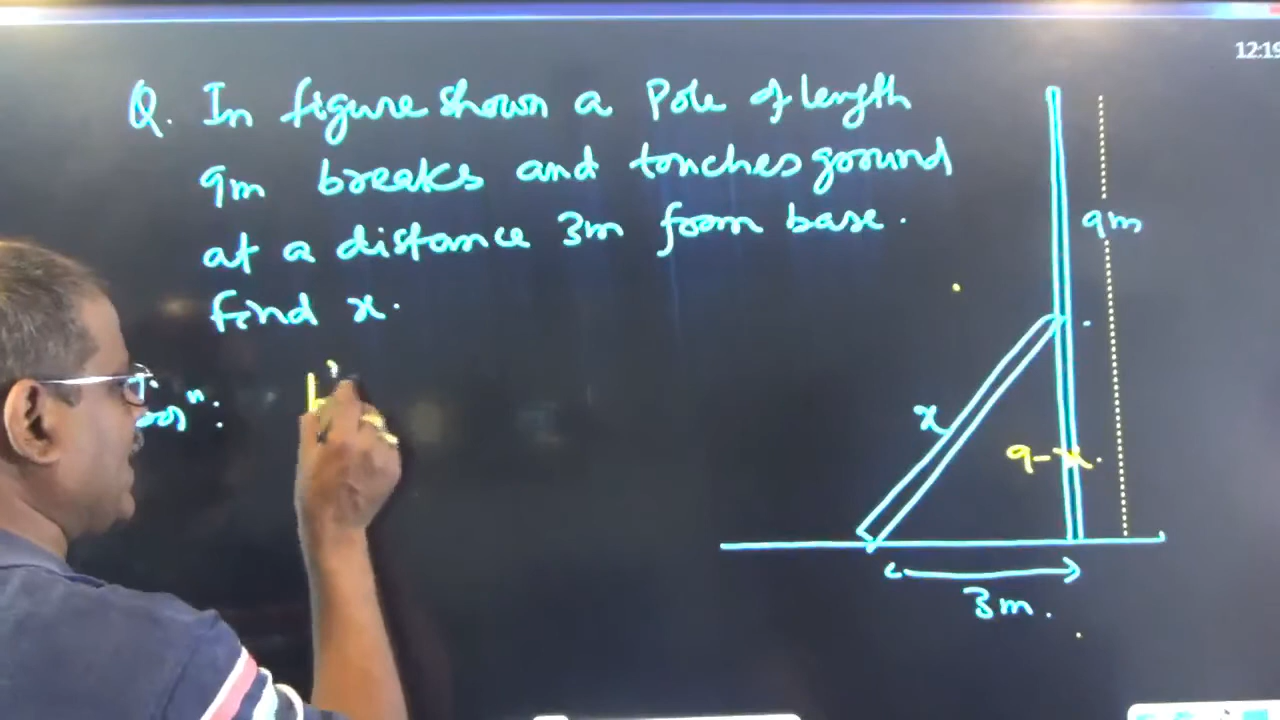 Q. In figure shown a Pole of length
9m breaks and touches ground
at a distance 3m from base.
find x.
h
9m
x
9-x.
3m.
12:19